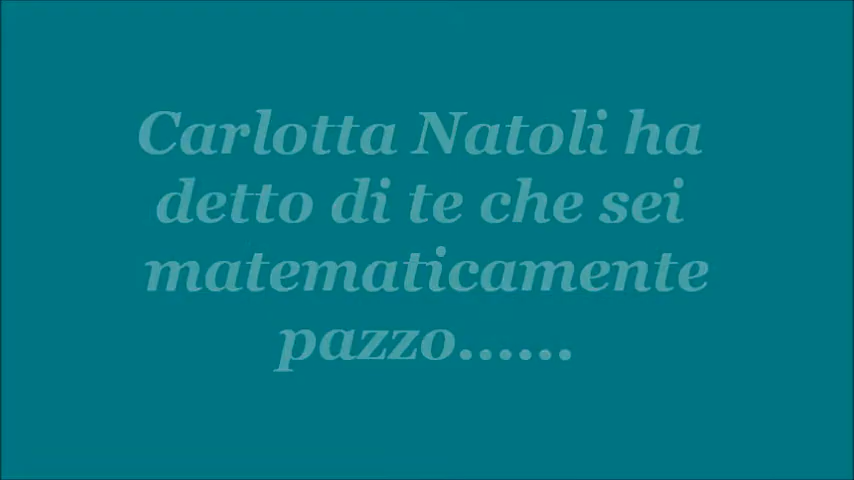 Carlotta Natoli ha
detto di te che sei
matematicamente
pazzo......